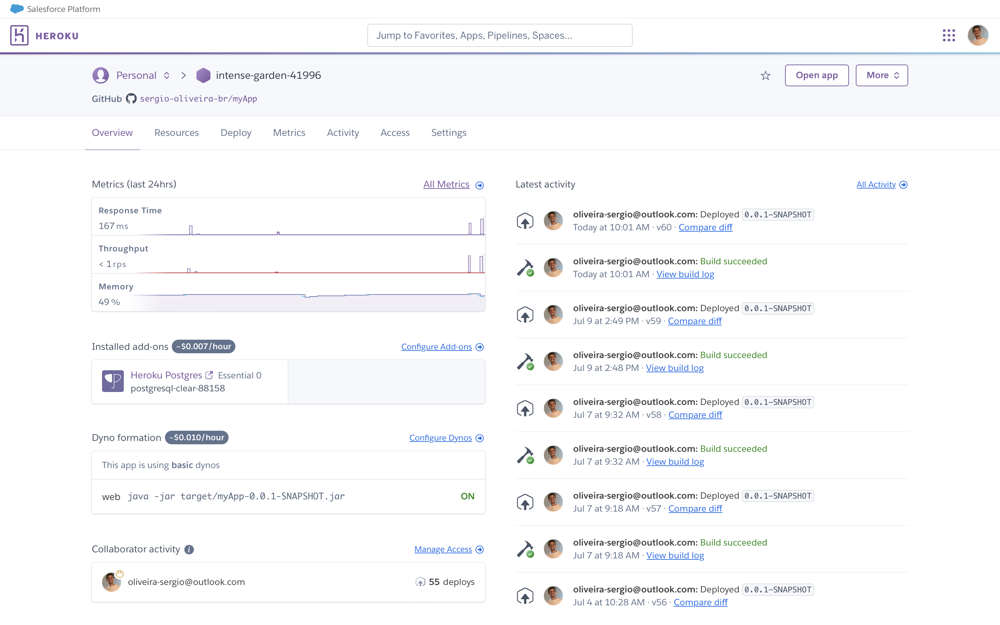 Salesforce Platform
HEROKU
Jump to Favorites, Apps, Pipelines, Spaces...
Personal
intense-garden-41996
Open app
More
GitHub sergio-oliveira-br/myApp
Overview
Resources
Deploy
Metrics
Activity
Access
Settings
Metrics (last 24hrs)
All Metrics
Response Time
167 ms
Throughput
< 1 rps
Memory
49 %
Installed add-ons ~$0.007/hour
Configure Add-ons
Heroku Postgres Essential 0
postgresql-clear-88158
Dyno formation ~$0.010/hour
Configure Dynos
This app is using basic dynos
web java -jar target/myApp-0.0.1-SNAPSHOT.jar
ON
Collaborator activity i
Manage Access
oliveira-sergio@outlook.com
55 deploys
Latest activity
All Activity
oliveira-sergio@outlook.com: Deployed 0.0.1-SNAPSHOT
Today at 10:01 AM · v60 · Compare diff
oliveira-sergio@outlook.com: Build succeeded
Today at 10:01 AM · View build log
oliveira-sergio@outlook.com: Deployed 0.0.1-SNAPSHOT
Jul 9 at 2:49 PM · v59 · Compare diff
oliveira-sergio@outlook.com: Build succeeded
Jul 9 at 2:48 PM · View build log
oliveira-sergio@outlook.com: Deployed 0.0.1-SNAPSHOT
Jul 7 at 9:32 AM · v58 · Compare diff
oliveira-sergio@outlook.com: Build succeeded
Jul 7 at 9:32 AM · View build log
oliveira-sergio@outlook.com: Deployed 0.0.1-SNAPSHOT
Jul 7 at 9:18 AM · v57 · Compare diff
oliveira-sergio@outlook.com: Build succeeded
Jul 7 at 9:18 AM · View build log
oliveira-sergio@outlook.com: Deployed 0.0.1-SNAPSHOT
Jul 4 at 10:28 AM · v56 · Compare diff